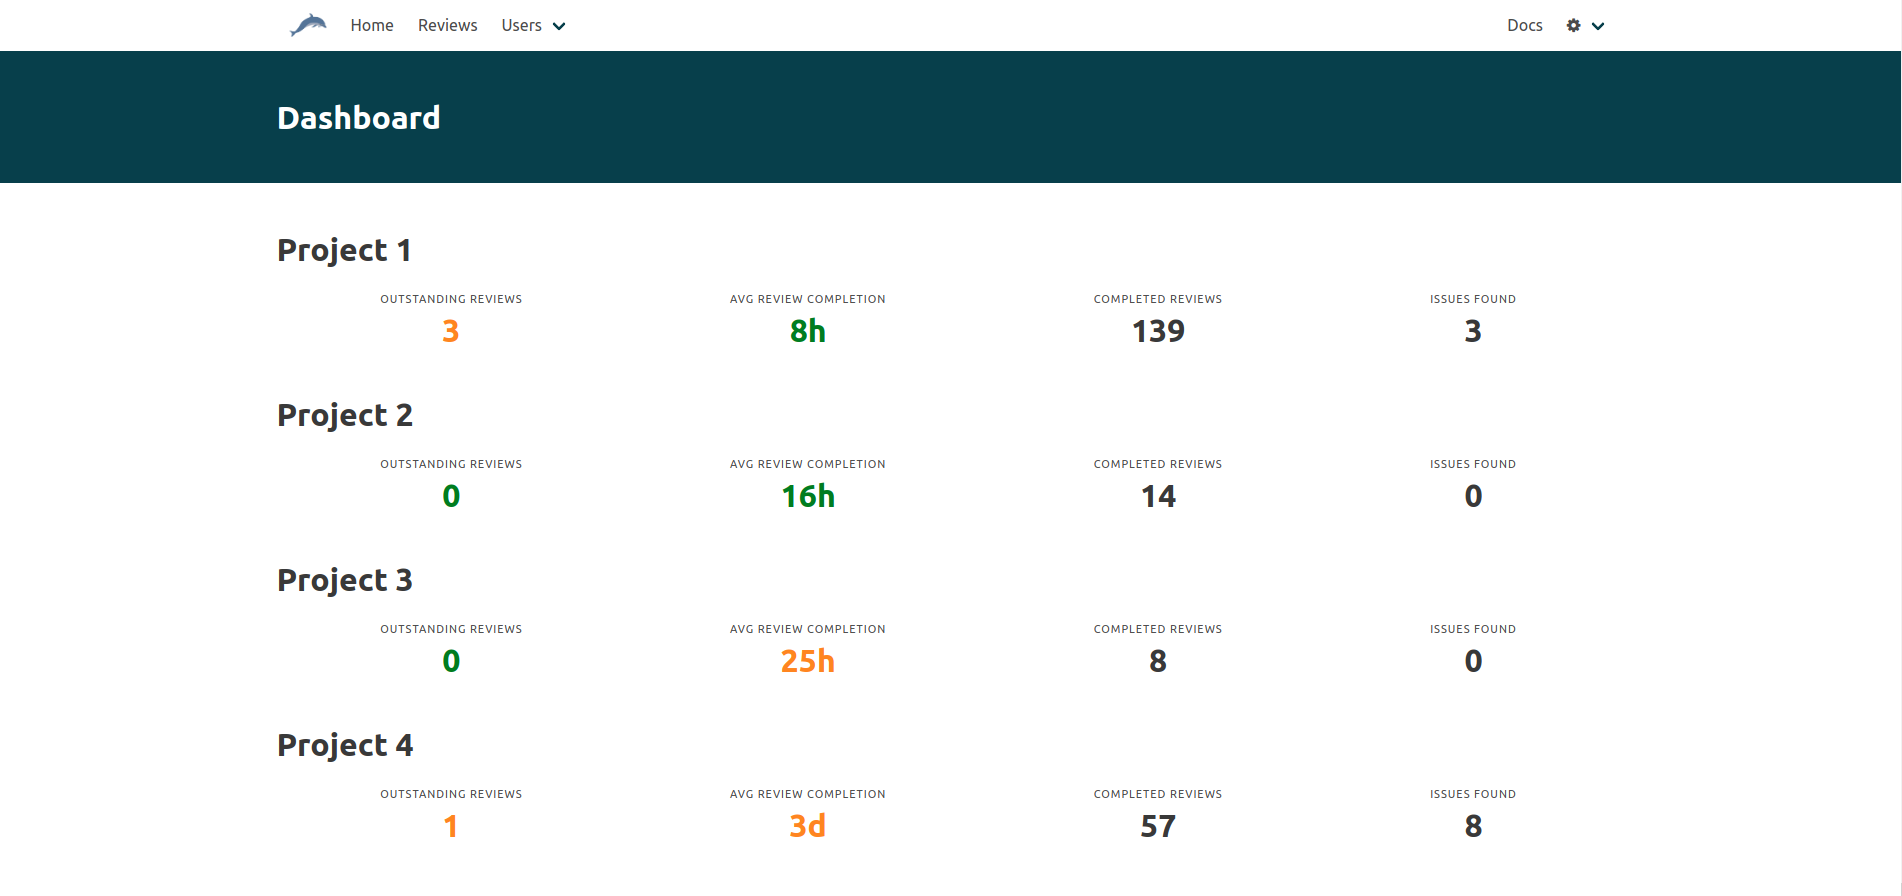 Home Reviews Users Docs
Dashboard
Project 1
OUTSTANDING REVIEWS AVG REVIEW COMPLETION COMPLETED REVIEWS ISSUES FOUND
3 8h 139 3
Project 2
OUTSTANDING REVIEWS AVG REVIEW COMPLETION COMPLETED REVIEWS ISSUES FOUND
0 16h 14 0
Project 3
OUTSTANDING REVIEWS AVG REVIEW COMPLETION COMPLETED REVIEWS ISSUES FOUND
0 25h 8 0
Project 4
OUTSTANDING REVIEWS AVG REVIEW COMPLETION COMPLETED REVIEWS ISSUES FOUND
1 3d 57 8